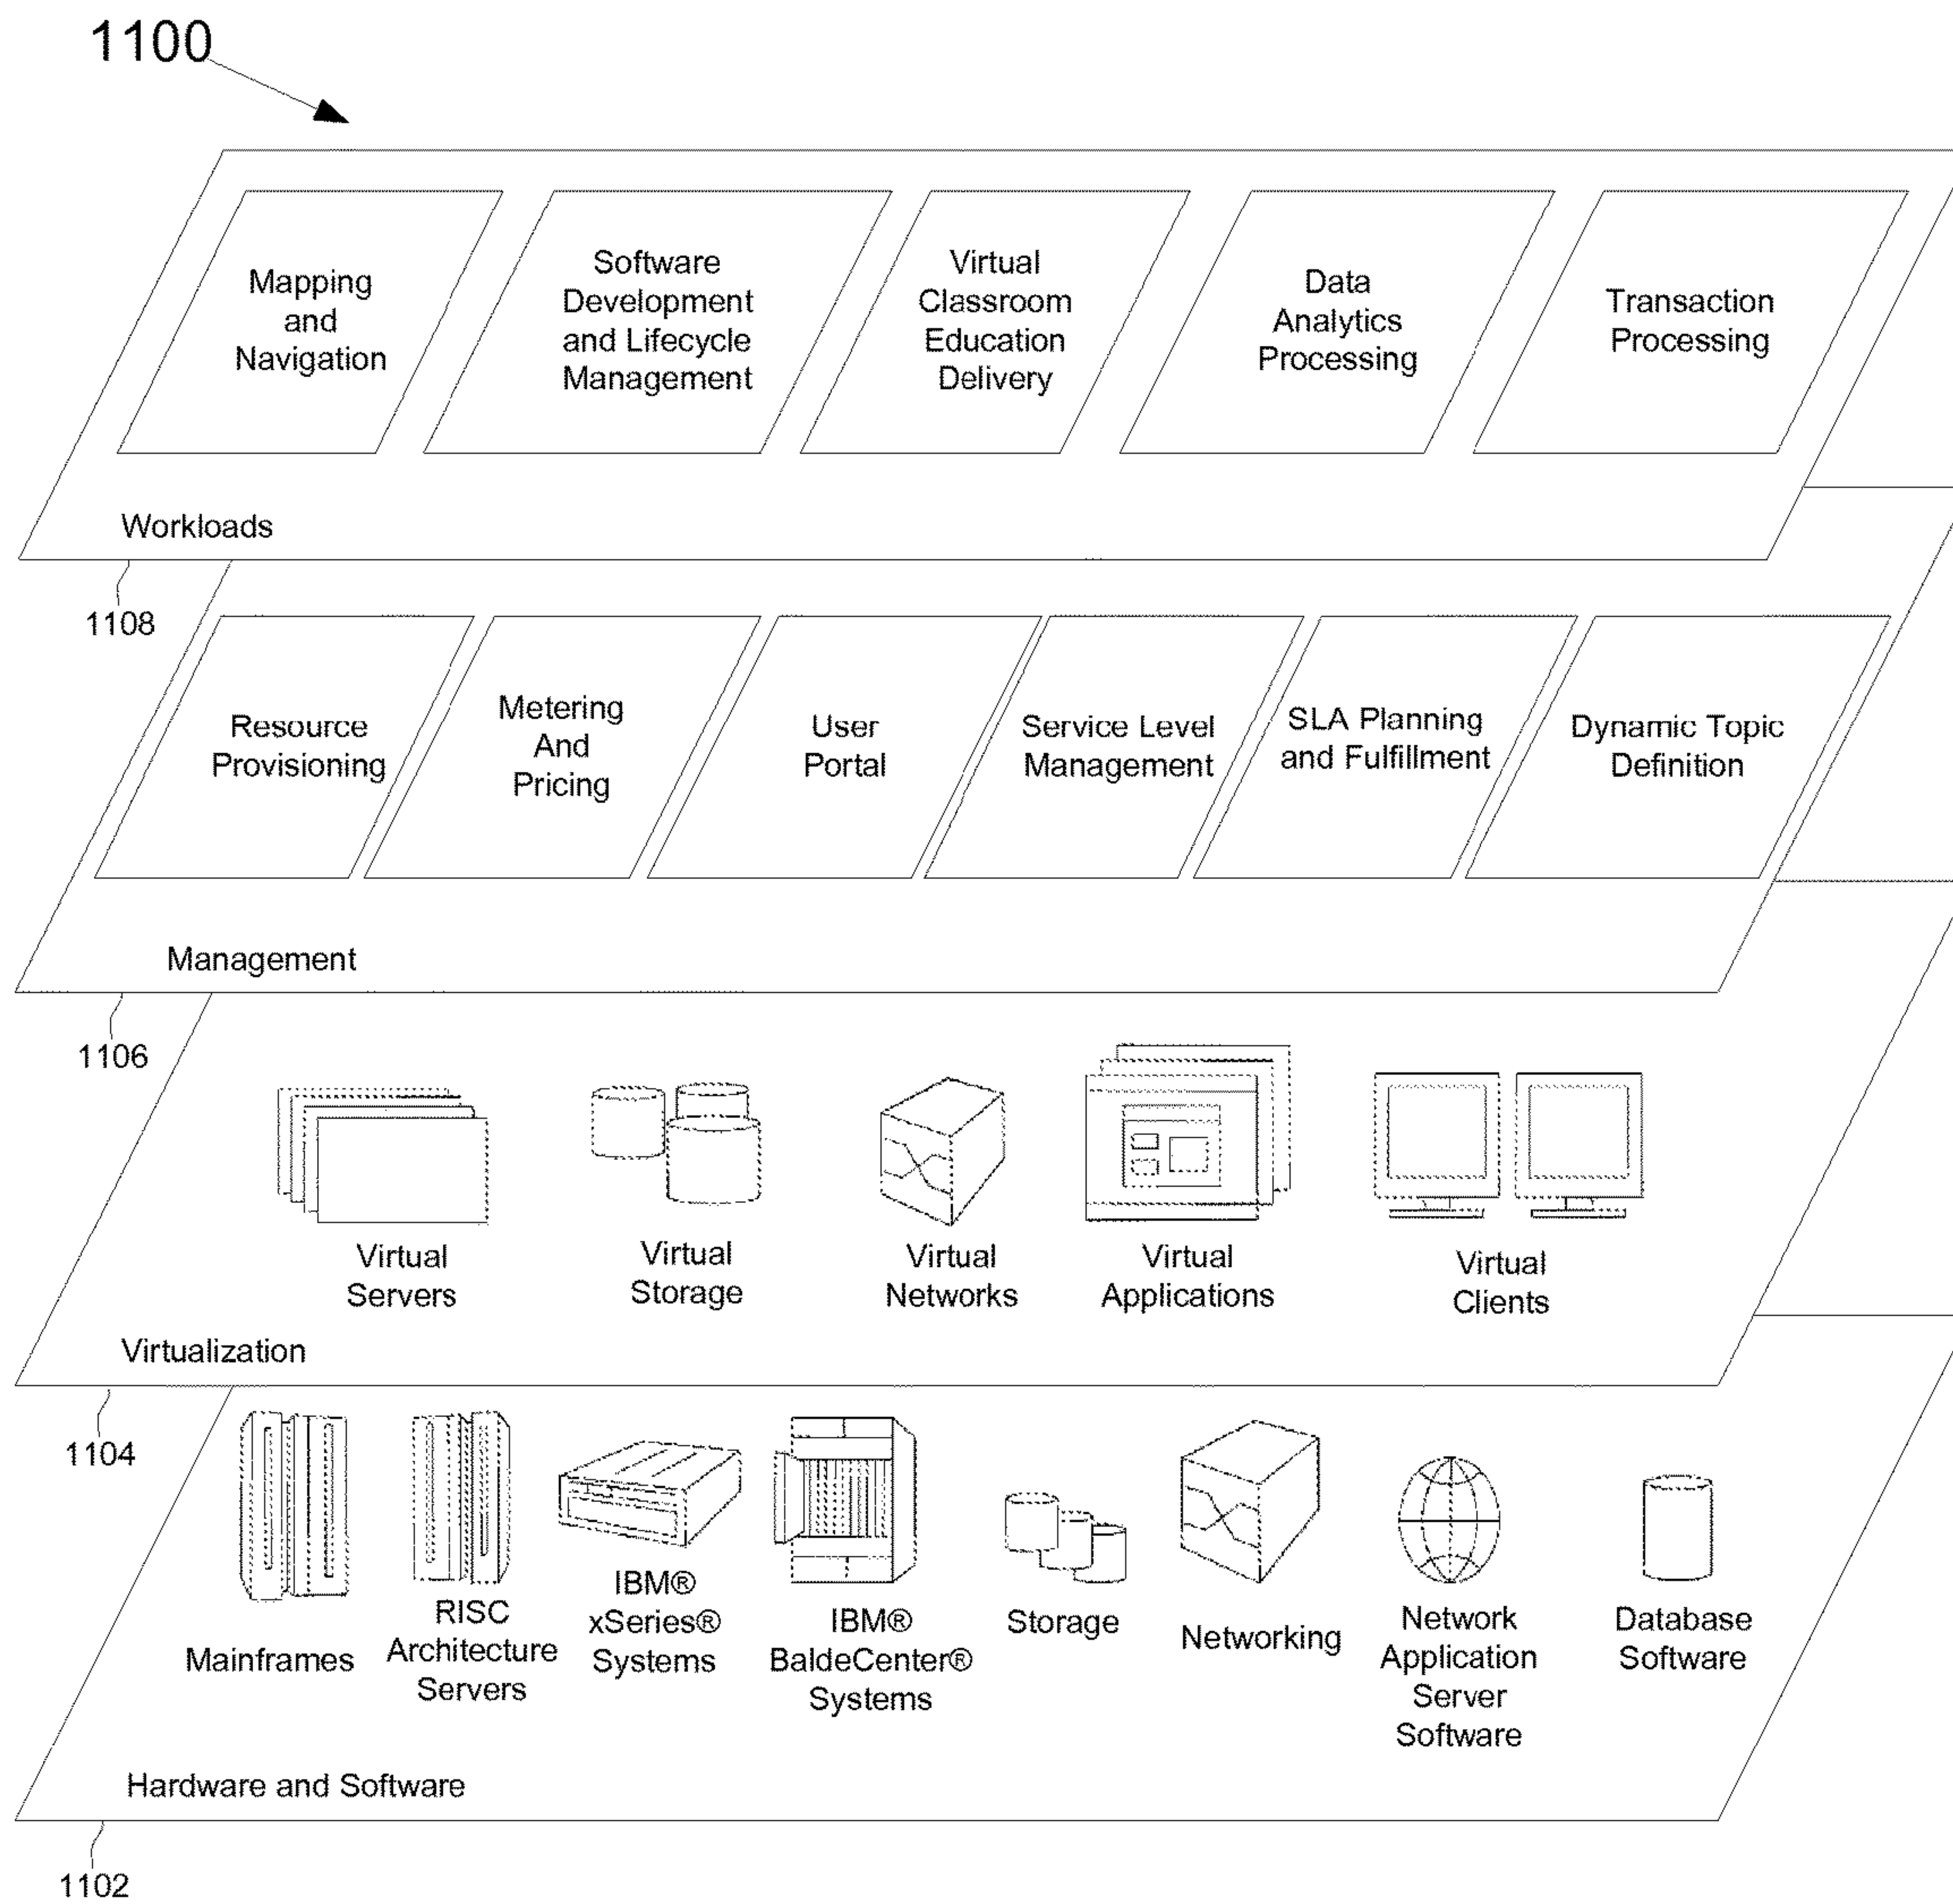 1100
Mapping
and
Navigation
Software
Development
and Lifecycle
Management
Virtual
Classroom
Education
Delivery
Data
Analytics
Processing
Transaction
Processing
Workloads
1108
Resource
Provisioning
Metering
And
Pricing
User
Portal
Service Level
Management
SLA Planning
and Fulfillment
Dynamic Topic
Definition
Management
1106
Virtual
Servers
Virtual
Storage
Virtual
Networks
Virtual
Applications
Virtual
Clients
Virtualization
1104
Mainframes
RISC
Architecture
Servers
IBM®
xSeries®
Systems
IBM®
BaldeCenter®
Systems
Storage
Networking
Network
Application
Server
Software
Database
Software
Hardware and Software
1102